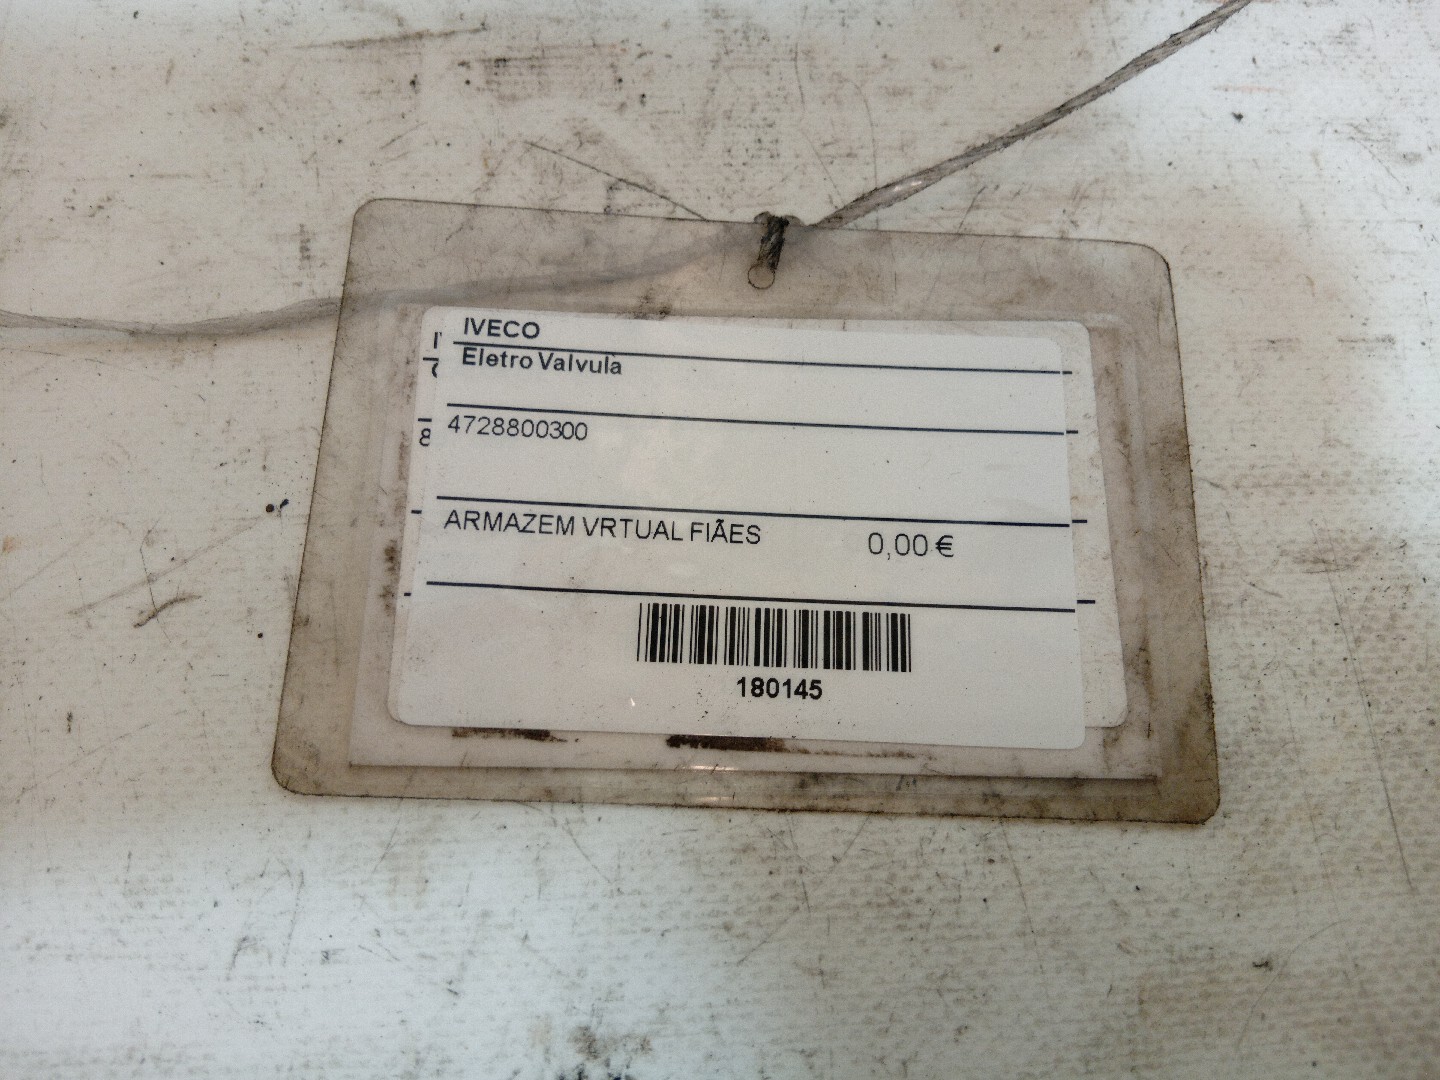 IVECO
Eletro Valvula
4728800300
ARMAZEM VRTUAL FIÃES 0,00 €
180145